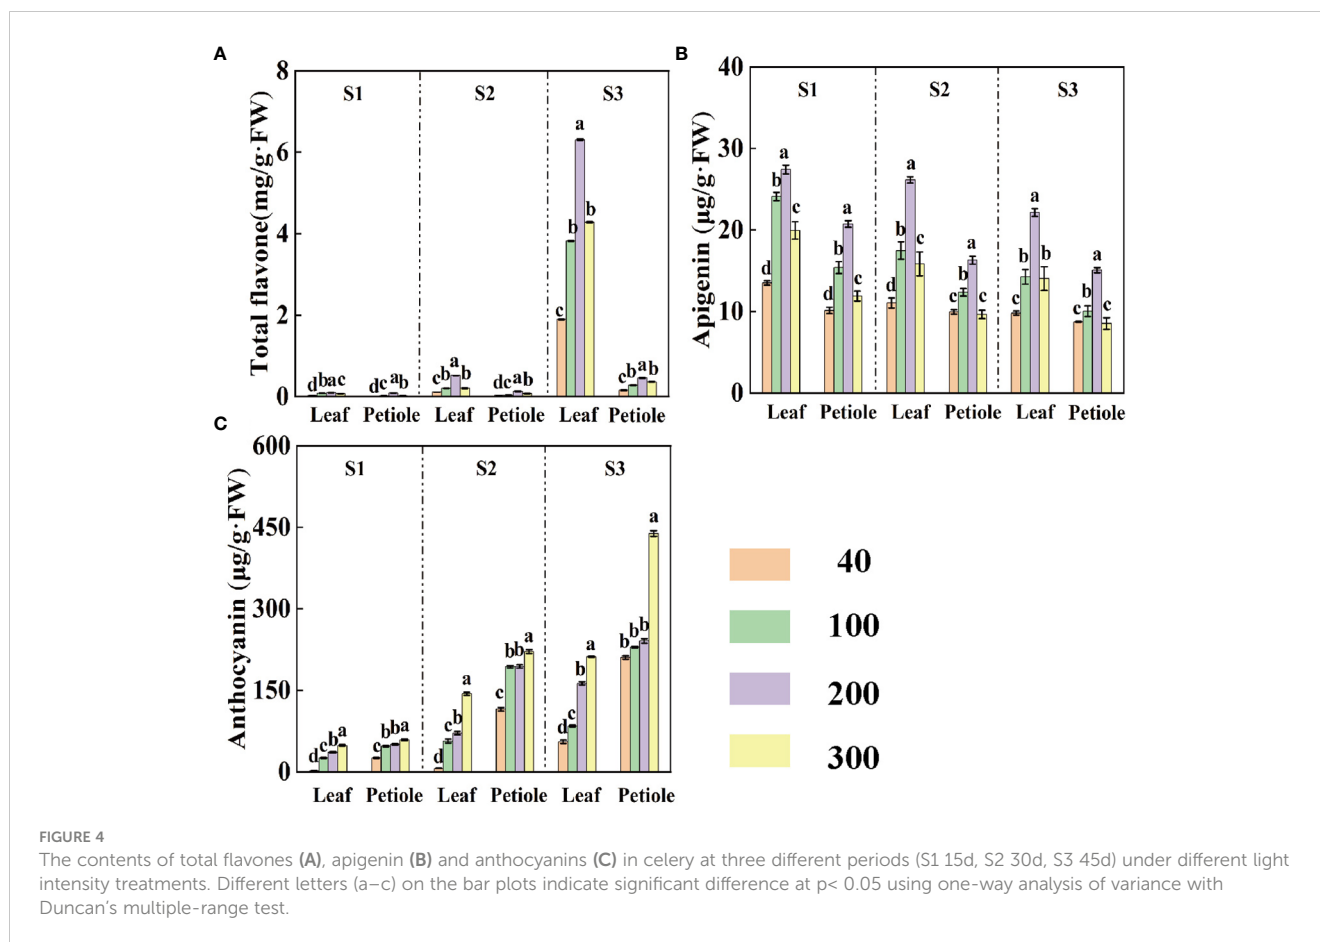 A
Total flavone(mg/g·FW)
8
6
4
2
0
S1
S2
S3
d b a c
d c a b
c b a b
d c a b
c b a b
c b a b
Leaf Petiole Leaf Petiole Leaf Petiole
B
Apigenin (μg/g·FW)
40
30
20
10
0
S1
S2
S3
d b a c
d b a c
d b a c
c b a c
c b a b
c b a c
Leaf Petiole Leaf Petiole Leaf Petiole
C
Anthocyanin (μg/g·FW)
600
450
300
150
0
S1
S2
S3
d c b a
c b b a
d c b a
c b b a
d c b a
b b b a
Leaf Petiole Leaf Petiole Leaf Petiole
40
100
200
300
FIGURE 4
The contents of total flavones (A), apigenin (B) and anthocyanins (C) in celery at three different periods (S1 15d, S2 30d, S3 45d) under different light
intensity treatments. Different letters (a–c) on the bar plots indicate significant difference at p< 0.05 using one-way analysis of variance with
Duncan's multiple-range test.